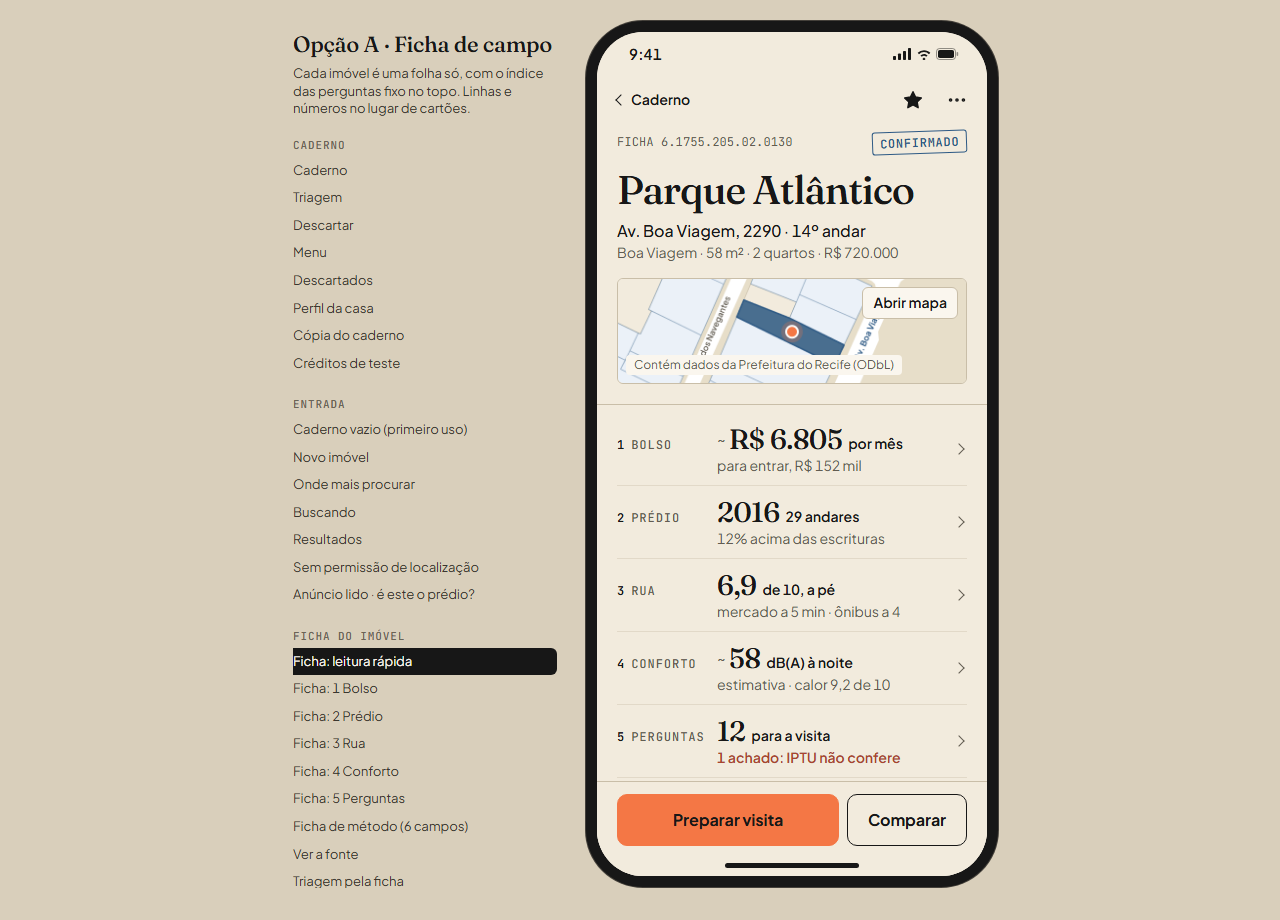 Opção A · Ficha de campo
Cada imóvel é uma folha só, com o índice
das perguntas fixo no topo. Linhas e
números no lugar de cartões.
CADERNO
Caderno
Triagem
Descartar
Menu
Descartados
Perfil da casa
Cópia do caderno
Créditos de teste
ENTRADA
Caderno vazio (primeiro uso)
Novo imóvel
Onde mais procurar
Buscando
Resultados
Sem permissão de localização
Anúncio lido · é este o prédio?
FICHA DO IMÓVEL
Ficha: leitura rápida
Ficha: 1 Bolso
Ficha: 2 Prédio
Ficha: 3 Rua
Ficha: 4 Conforto
Ficha: 5 Perguntas
Ficha de método (6 campos)
Ver a fonte
Triagem pela ficha
9:41
Caderno
FICHA 6.1755.205.02.0130
CONFIRMADO
Parque Atlântico
Av. Boa Viagem, 2290 · 14º andar
Boa Viagem · 58 m² · 2 quartos · R$ 720.000
Abrir mapa
dos Navegantes
Av. Boa Via
Contém dados da Prefeitura do Recife (ODbL)
1 BOLSO
~ R$ 6.805 por mês
para entrar, R$ 152 mil
2 PRÉDIO
2016 29 andares
12% acima das escrituras
3 RUA
6,9 de 10, a pé
mercado a 5 min · ônibus a 4
4 CONFORTO
~ 58 dB(A) à noite
estimativa · calor 9,2 de 10
5 PERGUNTAS
12 para a visita
1 achado: IPTU não confere
Preparar visita
Comparar